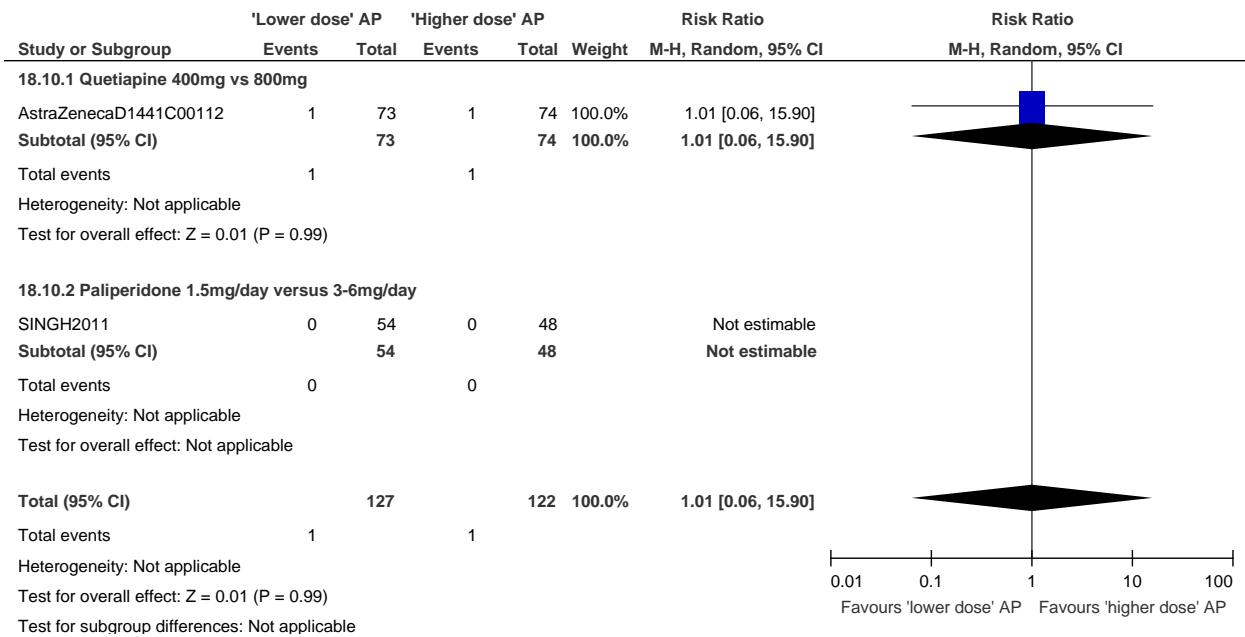 'Lower dose' AP 'Higher dose' AP Risk Ratio Risk Ratio
Study or Subgroup Events Total Events Total Weight M-H, Random, 95% CI M-H, Random, 95% CI
18.10.1 Quetiapine 400mg vs 800mg
AstraZenecaD1441C00112 1 73 1 74 100.0% 1.01 [0.06, 15.90]
Subtotal (95% CI) 73 74 100.0% 1.01 [0.06, 15.90]
Total events 1 1
Heterogeneity: Not applicable
Test for overall effect: Z = 0.01 (P = 0.99)
18.10.2 Paliperidone 1.5mg/day versus 3-6mg/day
SINGH2011 0 54 0 48 Not estimable
Subtotal (95% CI) 54 48 Not estimable
Total events 0 0
Heterogeneity: Not applicable
Test for overall effect: Not applicable
Total (95% CI) 127 122 100.0% 1.01 [0.06, 15.90]
Total events 1 1
Heterogeneity: Not applicable
Test for overall effect: Z = 0.01 (P = 0.99)
Test for subgroup differences: Not applicable
0.01 0.1 1 10 100
Favours 'lower dose' AP Favours 'higher dose' AP